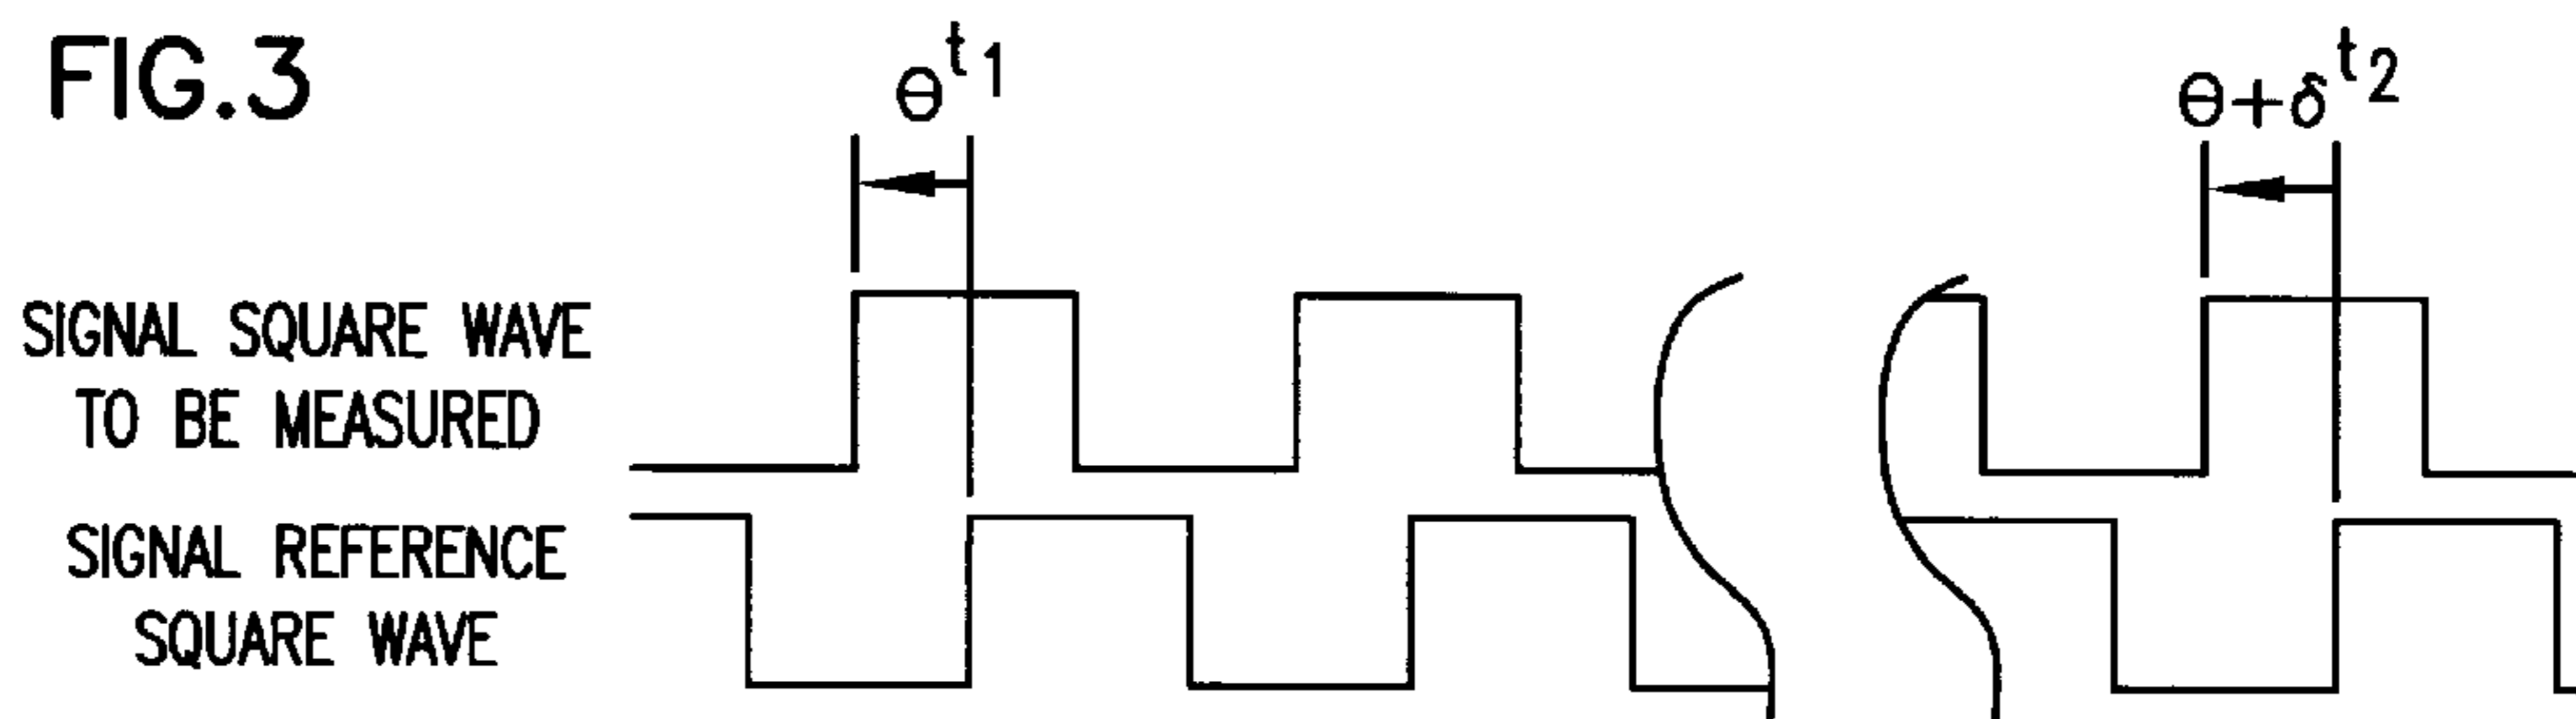 FIG.3
θ t1
θ+δ t2
SIGNAL SQUARE WAVE
TO BE MEASURED
SIGNAL REFERENCE
SQUARE WAVE